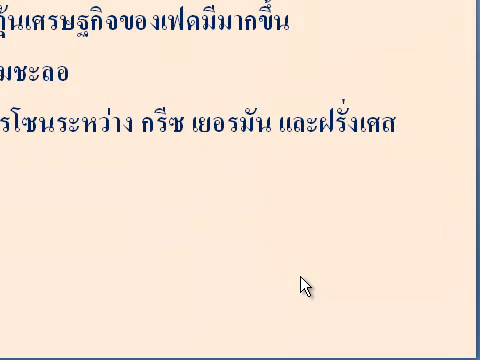 ุ้นเศรษฐกิจของเฟดมีมากขึ้น
มชะลอ
รโซนระหว่าง กรีซ เยอรมัน และฝรั่งเศส